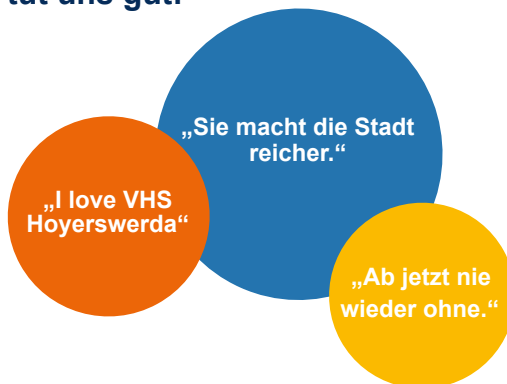 tut uns gut.
„Sie macht die Stadt
reicher.“
„I love VHS
Hoyerswerda“
„Ab jetzt nie
wieder ohne.“